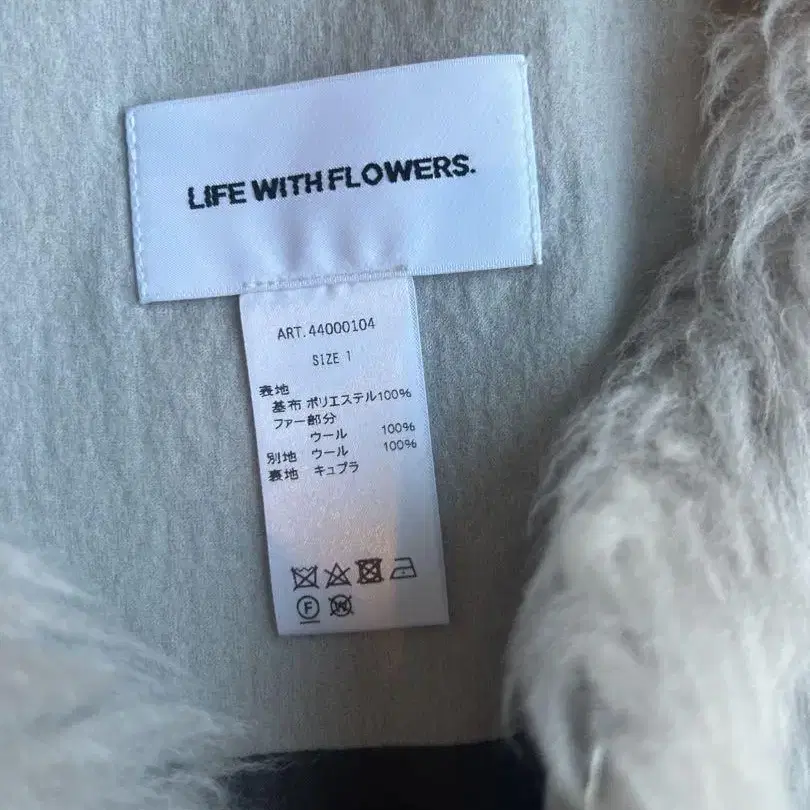 LIFE WITH FLOWERS.
ART.44000104
SIZE 1
表地
基布 ポリエステル100%
ファー部分
ウール 100%
別地 ウール 100%
裏地 キュプラ
F
W